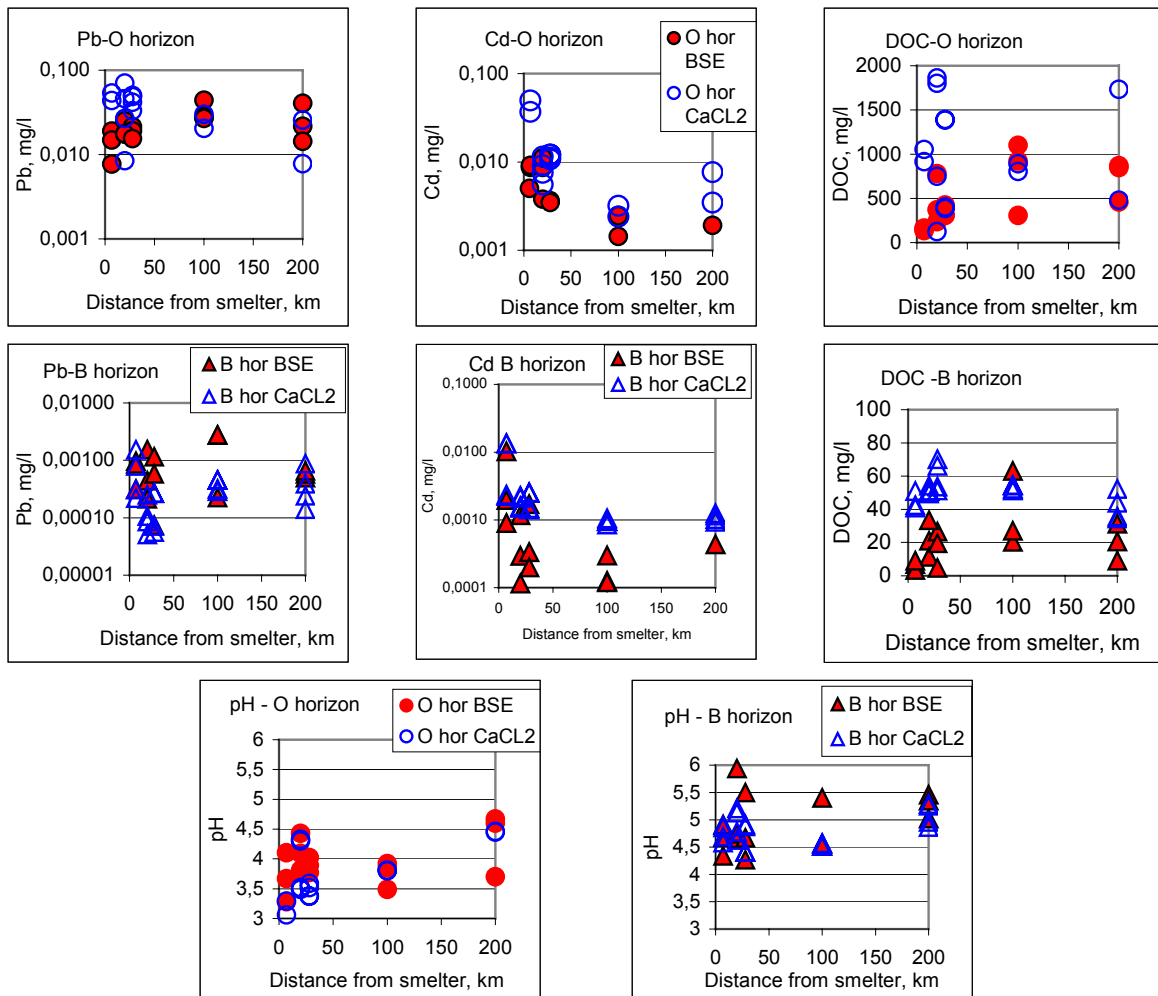 Pb-O horizon
0,100
0,010
0,001
Pb, mg/l
0 50 100 150 200
Distance from smelter, km
Cd-O horizon
O hor
BSE
O hor
CaCL2
0,100
0,010
0,001
Cd, mg/l
0 50 100 150 200
Distance from smelter, km
DOC-O horizon
2000
1500
1000
500
0
DOC, mg/l
0 50 100 150 200
Distance from smelter, km
Pb-B horizon
B hor BSE
B hor CaCL2
0,01000
0,00100
0,00010
0,00001
Pb, mg/l
0 50 100 150 200
Distance from smelter, km
Cd B horizon
B hor BSE
B hor CaCL2
0,1000
0,0100
0,0010
0,0001
Cd, mg/l
0 50 100 150 200
Distance from smelter, km
DOC -B horizon
100
80
60
40
20
0
DOC, mg/l
0 50 100 150 200
Distance from smelter, km
pH - O horizon
O hor BSE
O hor CaCL2
6
5,5
5
4,5
4
3,5
3
pH
0 50 100 150 200
Distance from smelter, km
pH - B horizon
B hor BSE
B hor CaCL2
6
5,5
5
4,5
4
3,5
3
pH
0 50 100 150 200
Distance from smelter, km